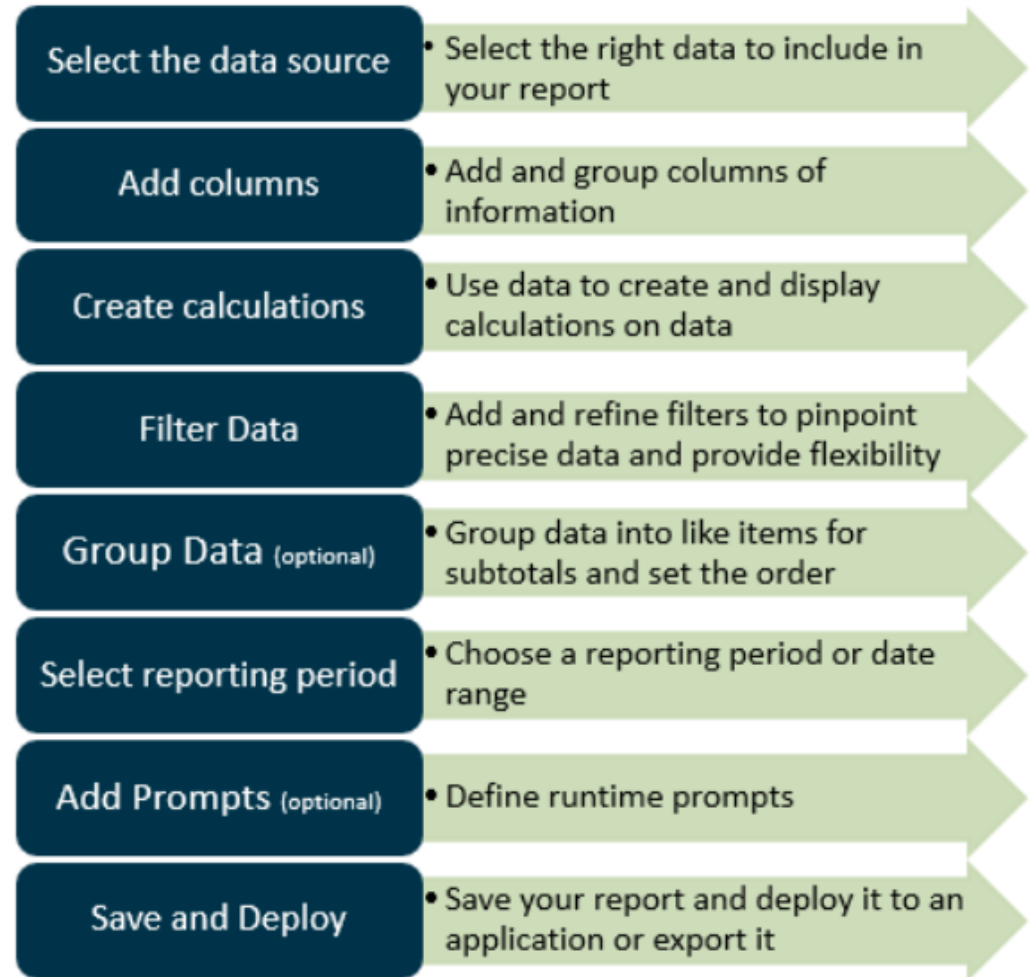 Select the data source
• Select the right data to include in
your report
Add columns
• Add and group columns of
information
Create calculations
• Use data to create and display
calculations on data
Filter Data
• Add and refine filters to pinpoint
precise data and provide flexibility
Group Data (optional)
• Group data into like items for
subtotals and set the order
Select reporting period
• Choose a reporting period or date
range
Add Prompts (optional)
• Define runtime prompts
Save and Deploy
• Save your report and deploy it to an
application or export it